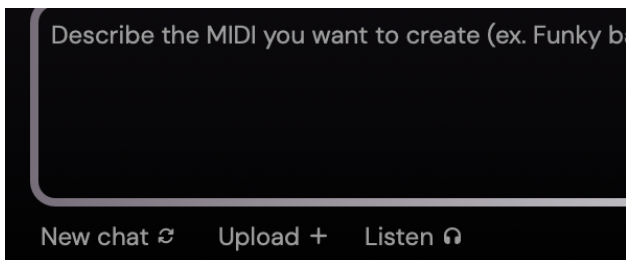 Describe the MIDI you want to create (ex. Funky
New chat Upload + Listen